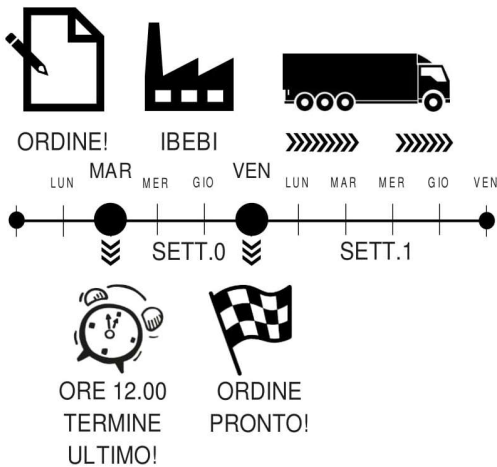 ORDINE! IBEBI
LUN MAR MER GIO VEN LUN MAR MER GIO VEN
SETT.0 SETT.1
ORE 12.00
TERMINE
ULTIMO!
ORDINE
PRONTO!